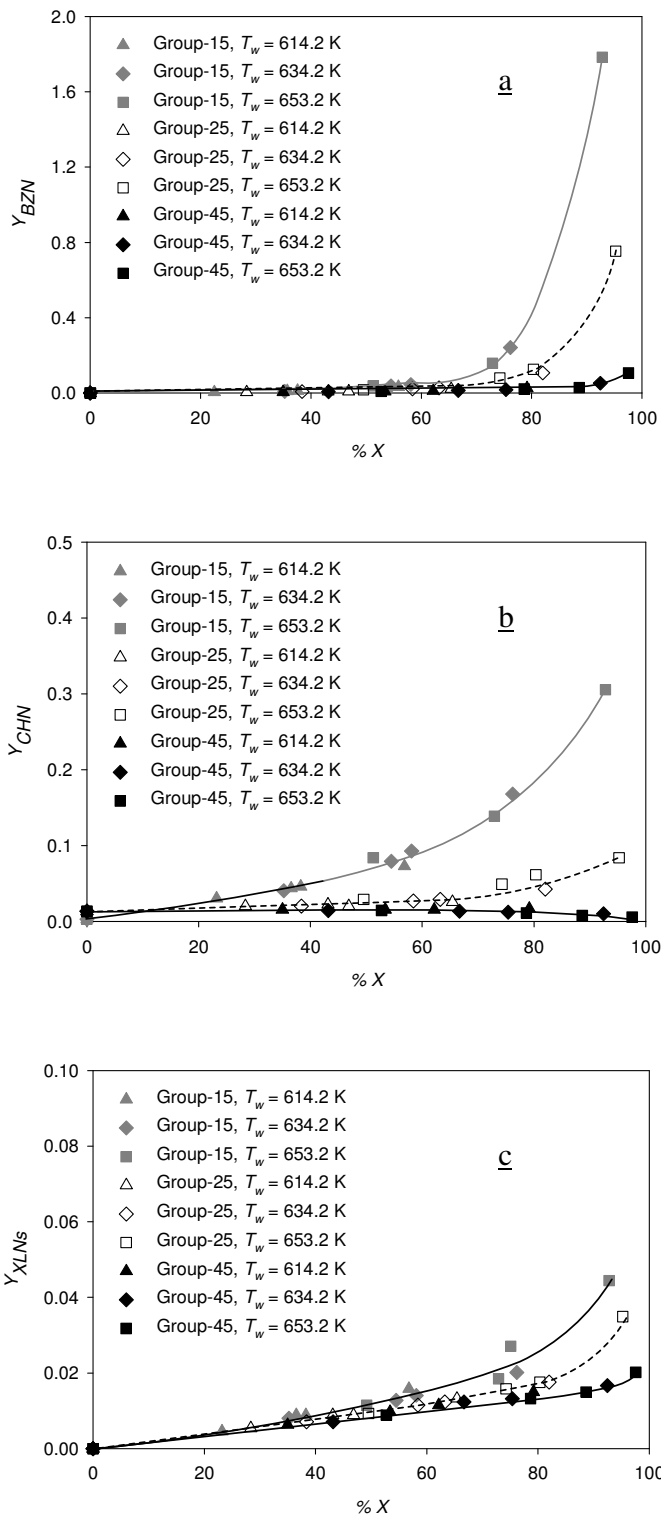 2.0
1.6
1.2
0.8
0.4
0.0
Y_BZN
Group-15, T_w = 614.2 K
Group-15, T_w = 634.2 K
Group-15, T_w = 653.2 K
Group-25, T_w = 614.2 K
Group-25, T_w = 634.2 K
Group-25, T_w = 653.2 K
Group-45, T_w = 614.2 K
Group-45, T_w = 634.2 K
Group-45, T_w = 653.2 K
a
0 20 40 60 80 100
% X
0.5
0.4
0.3
0.2
0.1
0.0
Y_CHN
Group-15, T_w = 614.2 K
Group-15, T_w = 634.2 K
Group-15, T_w = 653.2 K
Group-25, T_w = 614.2 K
Group-25, T_w = 634.2 K
Group-25, T_w = 653.2 K
Group-45, T_w = 614.2 K
Group-45, T_w = 634.2 K
Group-45, T_w = 653.2 K
b
0 20 40 60 80 100
% X
0.10
0.08
0.06
0.04
0.02
0.00
Y_XLNs
Group-15, T_w = 614.2 K
Group-15, T_w = 634.2 K
Group-15, T_w = 653.2 K
Group-25, T_w = 614.2 K
Group-25, T_w = 634.2 K
Group-25, T_w = 653.2 K
Group-45, T_w = 614.2 K
Group-45, T_w = 634.2 K
Group-45, T_w = 653.2 K
c
0 20 40 60 80 100
% X